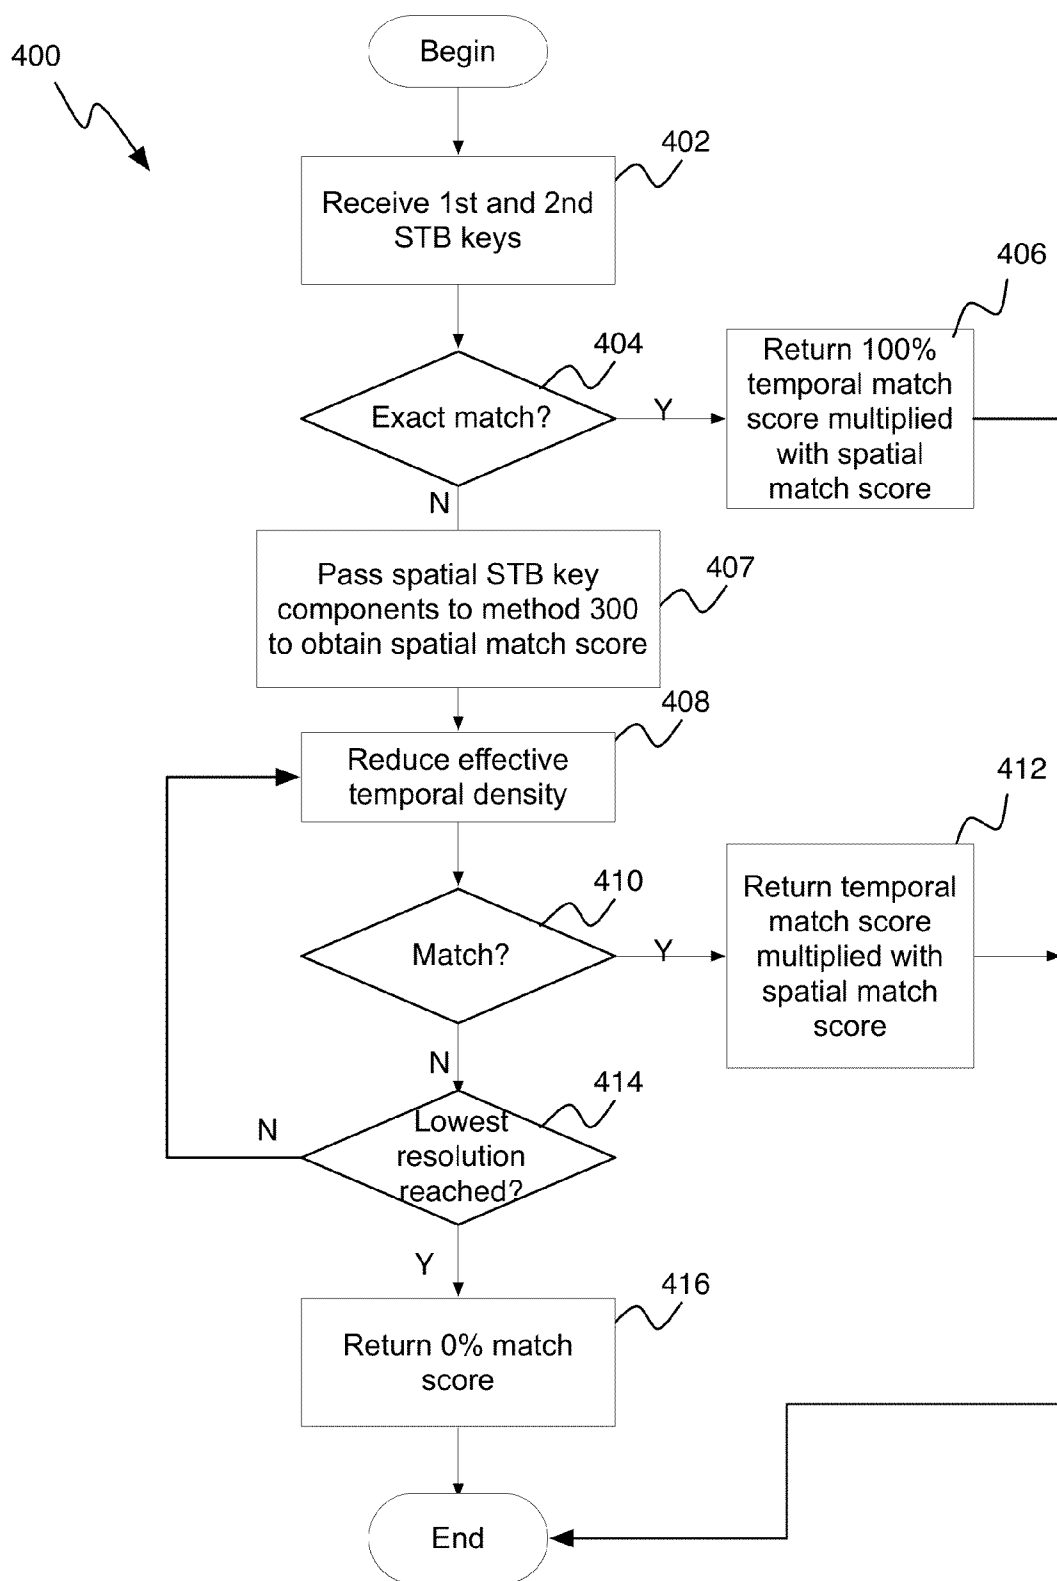 Begin
400
402
Receive 1st and 2nd
STB keys
406
404
Exact match?
Y
Return 100%
temporal match
score multiplied
with spatial
match score
N
407
Pass spatial STB key
components to method 300
to obtain spatial match score
408
Reduce effective
temporal density
412
410
Match?
Y
Return temporal
match score
multiplied with
spatial match
score
N
414
N
Lowest
resolution
reached?
Y
416
Return 0% match
score
End